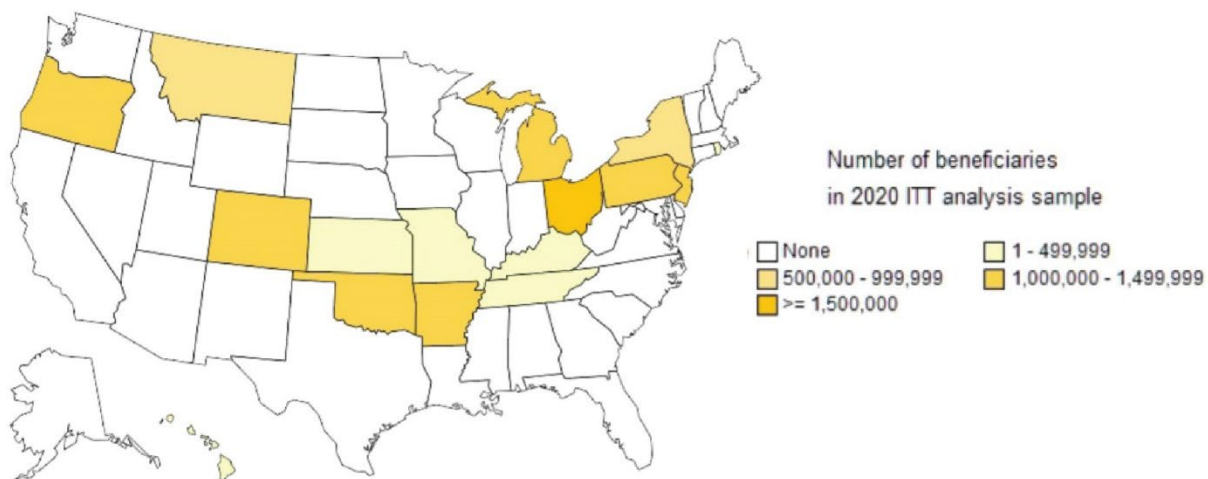 Number of beneficiaries
in 2020 ITT analysis sample
None
1 - 499,999
500,000 - 999,999
1,000,000 - 1,499,999
>= 1,500,000